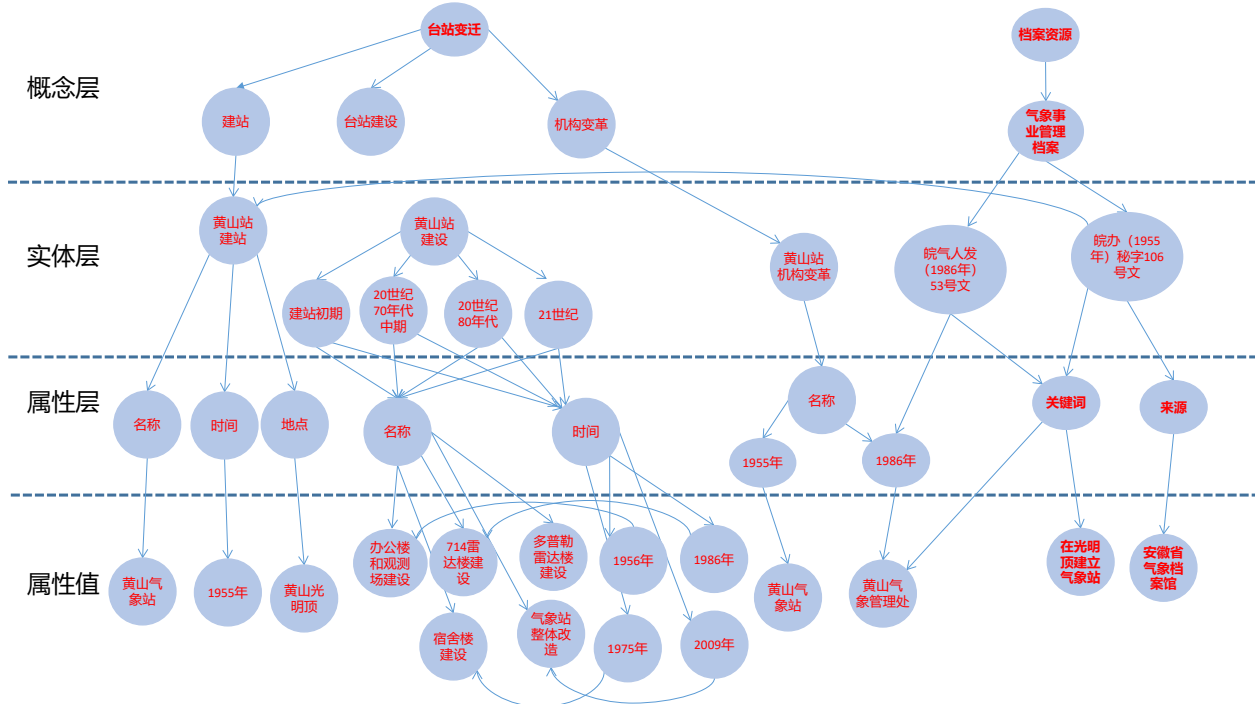 台站变迁
档案资源
概念层
建站
台站建设
机构变革
气象事
业管理
档案
实体层
黄山站
建站
黄山站
建设
黄山站
机构变革
皖气人发
(1986年)
53号文
皖办（1955
年）秘字106
号文
建站初期
20世纪
70年代
中期
20世纪
80年代
21世纪
属性层
名称
时间
地点
名称
时间
名称
关键词
来源
1955年
1986年
属性值
黄山气
象站
1955年
黄山光
明顶
办公楼
和观测
场建设
714雷
达楼建
设
多普勒
雷达楼
建设
1956年
1986年
黄山气
象站
黄山气
象管理处
在光明
顶建立
气象站
安徽省
气象档
案馆
宿舍楼
建设
气象站
整体改
造
1975年
2009年